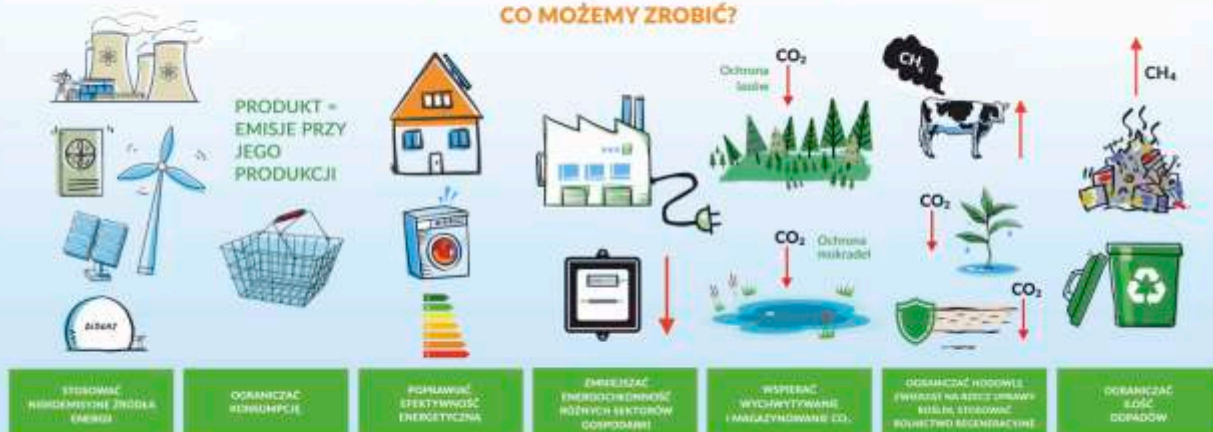 CO MOŻEMY ZROBIĆ?
PRODUKT =
EMISJE PRZY
JEGO
PRODUKCJI
BIOGAZ
Ochrona
lasów
CO₂
CO₂
Ochrona
mokradeł
CH₄
CO₂
CO₂
CH₄
STOSOWAĆ
NISKOEMISYJNE ŹRÓDŁA
ENERGII
OGRANICZAĆ
KONSUMPCJĘ
POPRAWIAĆ
EFEKTYWNOŚĆ
ENERGETYCZNĄ
ZMNIEJSZAĆ
ENERGOCHŁONNOŚĆ
RÓŻNYCH SEKTORÓW
GOSPODARKI
WSPIERAĆ
WYCHWYTYWANIE
I MAGAZYNOWANIE CO₂
OGRANICZAĆ HODOWLĘ
ZWIERZĄT NA RZECZ UPRAWY
ROŚLIN, STOSOWAĆ
ROLNICTWO REGENERACYJNE
OGRANICZAĆ
ILOŚĆ
ODPADÓW